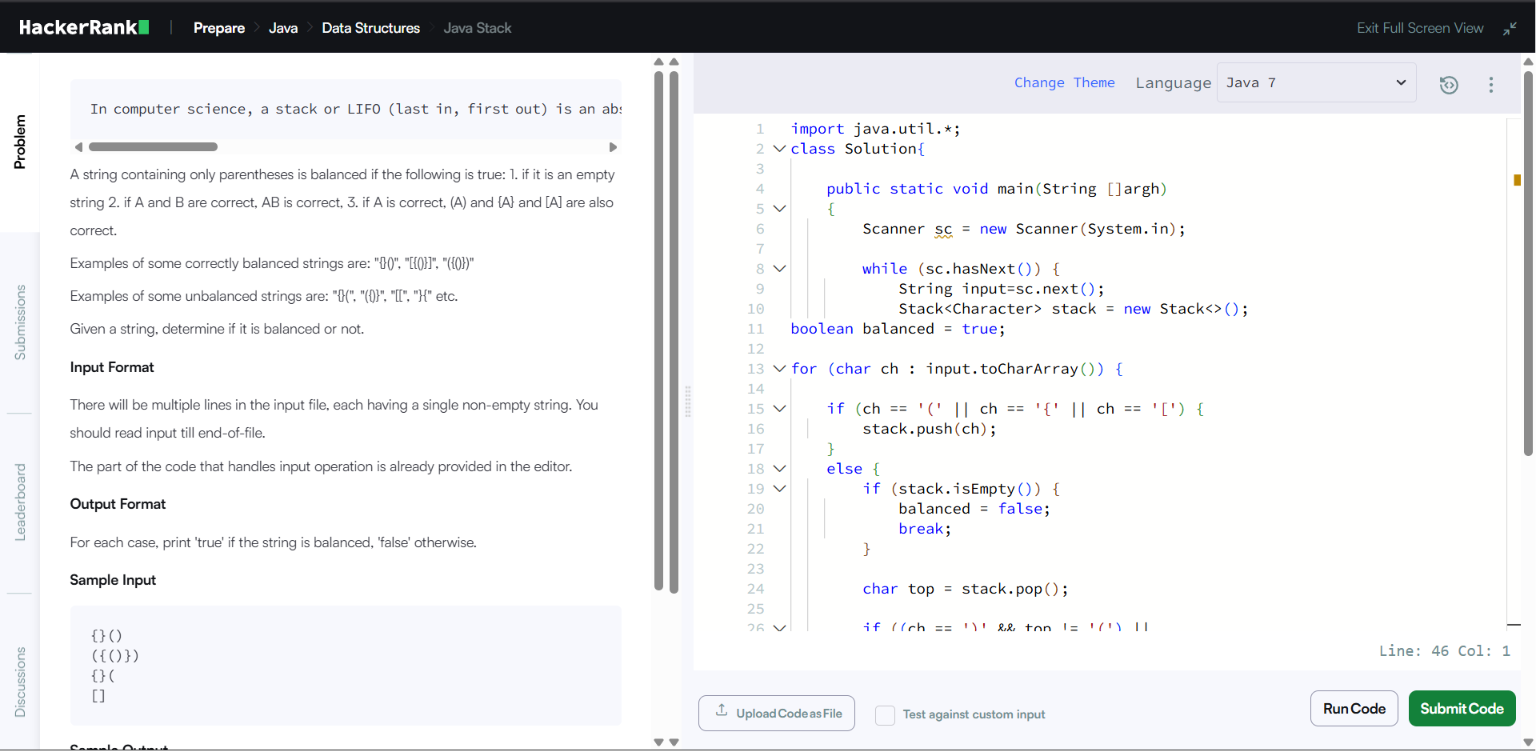 HackerRank | Prepare > Java > Data Structures > Java Stack
Exit Full Screen View
Problem
Submissions
Leaderboard
Discussions
In computer science, a stack or LIFO (last in, first out) is an abs
A string containing only parentheses is balanced if the following is true: 1. if it is an empty
string 2. if A and B are correct, AB is correct, 3. if A is correct, (A) and {A} and [A] are also
correct.
Examples of some correctly balanced strings are: "{}()", "[{()}]", "({()})"
Examples of some unbalanced strings are: "{}(", "({)}", "[[", "}{" etc.
Given a string, determine if it is balanced or not.
Input Format
There will be multiple lines in the input file, each having a single non-empty string. You
should read input till end-of-file.
The part of the code that handles input operation is already provided in the editor.
Output Format
For each case, print 'true' if the string is balanced, 'false' otherwise.
Sample Input
{}()
({()})
{}(
[]
Sample Output
Change Theme Language Java 7
1 import java.util.*;
2 class Solution{
3
4 public static void main(String []argh)
5 {
6 Scanner sc = new Scanner(System.in);
7
8 while (sc.hasNext()) {
9 String input=sc.next();
10 Stack<Character> stack = new Stack<>();
11 boolean balanced = true;
12
13 for (char ch : input.toCharArray()) {
14
15 if (ch == '(' || ch == '{' || ch == '[') {
16 stack.push(ch);
17 }
18 else {
19 if (stack.isEmpty()) {
20 balanced = false;
21 break;
22 }
23
24 char top = stack.pop();
25
26 if ((ch == ')' && top != '(') ||
Line: 46 Col: 1
Upload Code as File
Test against custom input
Run Code
Submit Code